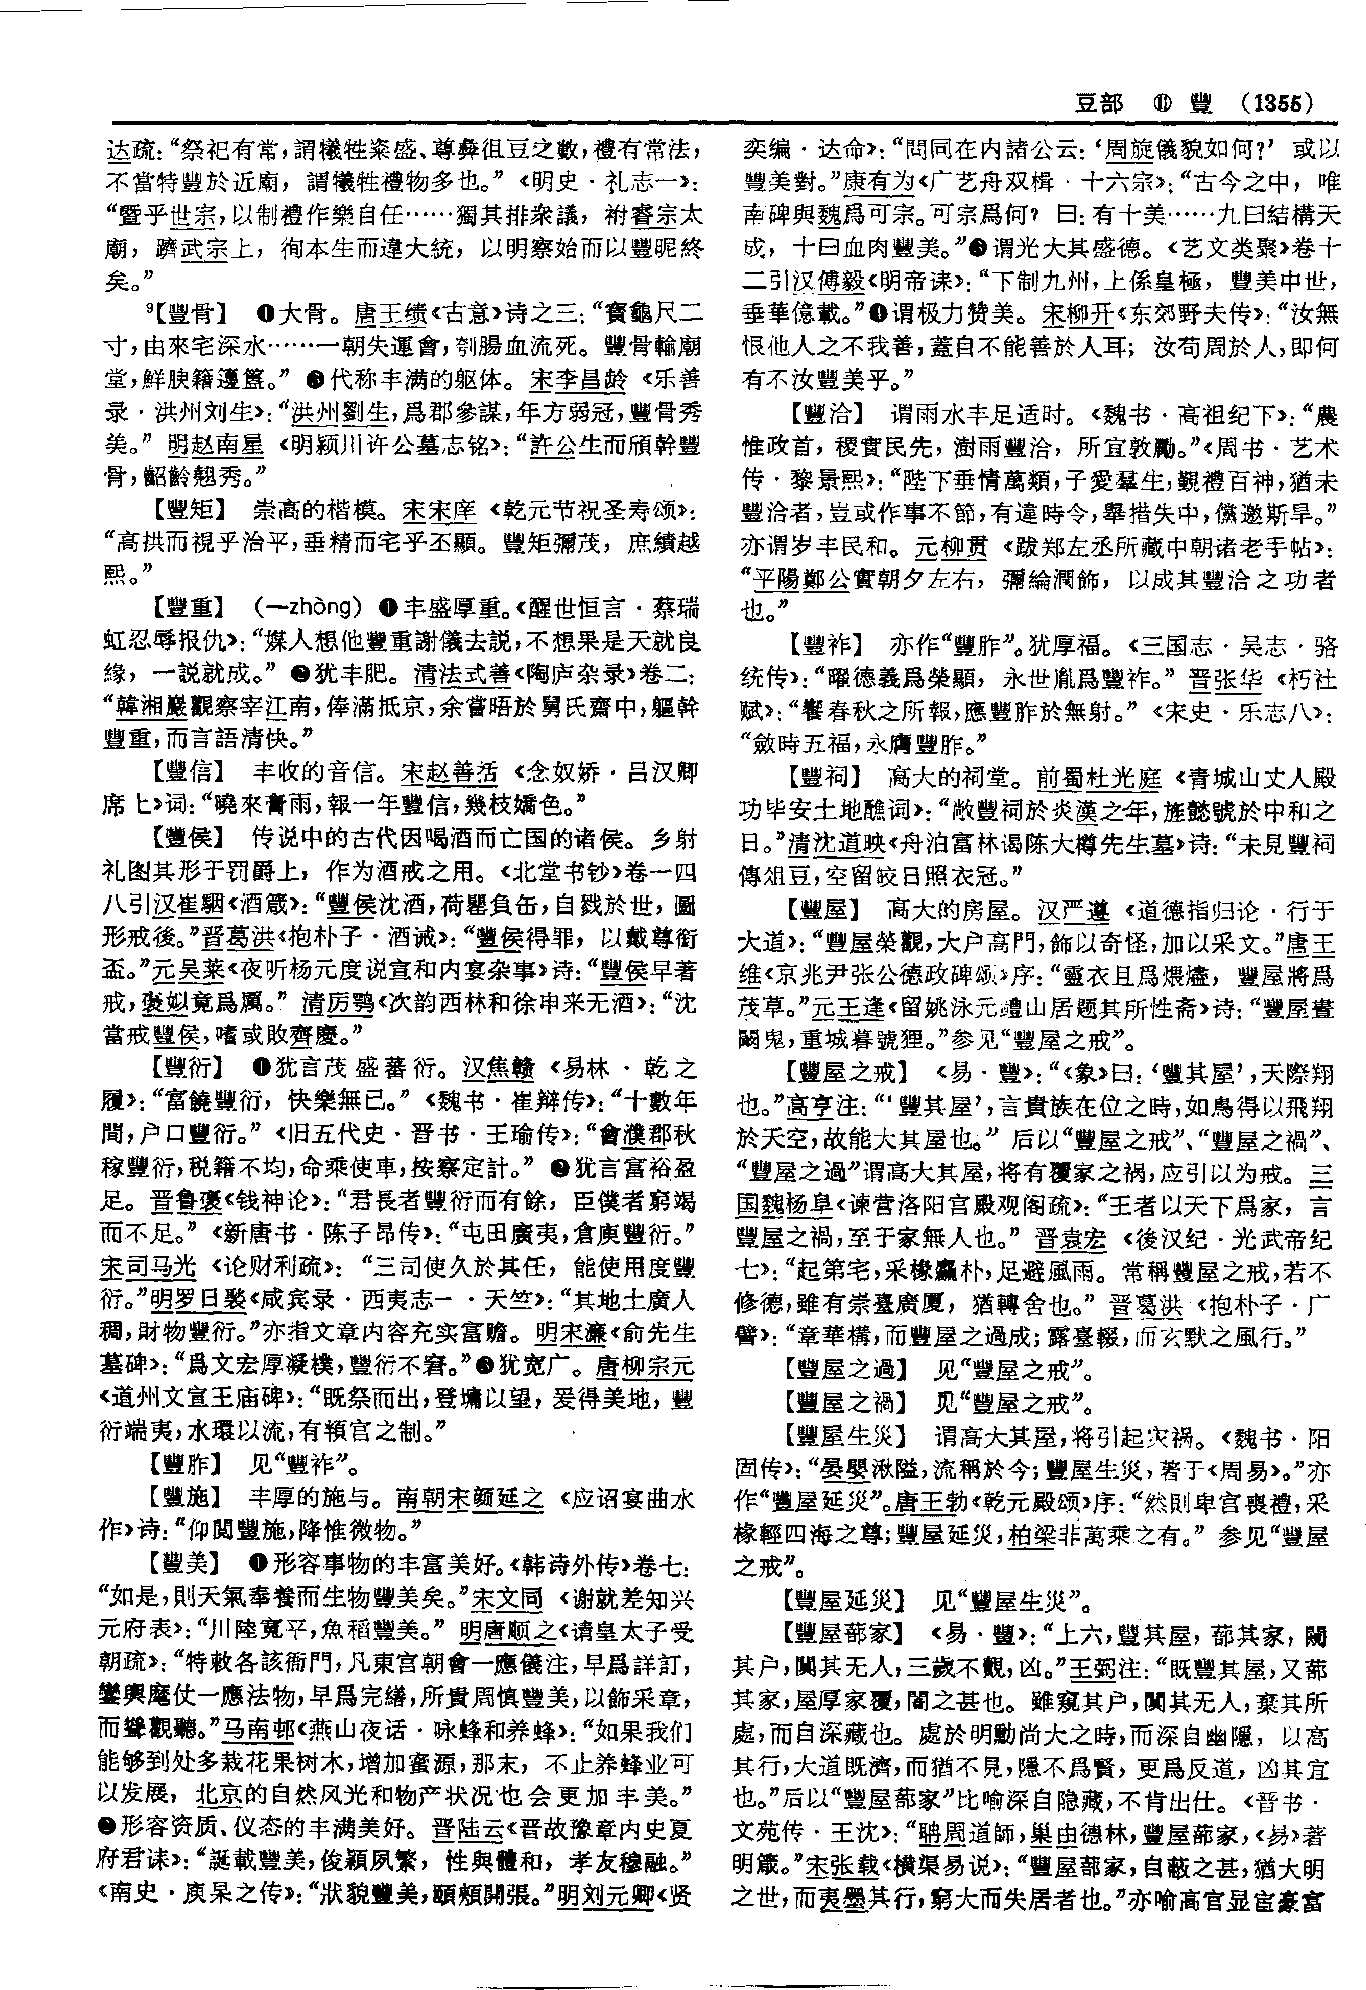 豆部 ⑪ 豐 （1355）
达疏：“祭祀有常，謂犧牲粢盛、尊彝俎豆之數，禮有常法，
不當特豐於近廟，謂犧牲禮物多也。”《明史·礼志一》：
“暨乎世宗，以制禮作樂自任……獨其排衆議，祔睿宗太
廟，躋武宗上，徇本生而違大統，以明察始而以豐昵終
矣。”
⁹【豐骨】 ❶大骨。唐王绩《古意》诗之三：“寶龜尺二
寸，由來宅深水……一朝失運會，刳腸血流死。豐骨輸廟
堂，鮮腴籍籩簋。”❷代称丰满的躯体。宋李昌龄《乐善
录·洪州刘生》：“洪州劉生，爲郡參謀，年方弱冠，豐骨秀
美。”明赵南星《明颍川许公墓志铭》：“許公生而頎幹豐
骨，齠齡翹秀。”
【豐矩】 崇高的楷模。宋宋庠《乾元节祝圣寿颂》：
“高拱而視乎治平，垂精而宅乎丕顯。豐矩彌茂，庶績越
熙。”
【豐重】 （—zhòng）❶丰盛厚重。《醒世恒言·蔡瑞
虹忍辱报仇》：“媒人想他豐重謝儀去説，不想果是天就良
緣，一説就成。”❷犹丰肥。清法式善《陶庐杂录》卷二：
“韓湘巖觀察宰江南，俸滿抵京，余嘗晤於舅氏齋中，軀幹
豐重，而言語清快。”
【豐信】 丰收的音信。宋赵善括《念奴娇·吕汉卿
席上》词：“曉來膏雨，報一年豐信，幾枝嬌色。”
【豐侯】 传说中的古代因喝酒而亡国的诸侯。乡射
礼图其形于罚爵上，作为酒戒之用。《北堂书钞》卷一四
八引汉崔駰《酒箴》：“豐侯沈酒，荷罌負缶，自戮於世，圖
形戒後。”晋葛洪《抱朴子·酒诫》：“豐侯得罪，以戴尊銜
盃。”元吴莱《夜听杨元度说宣和内宴杂事》诗：“豐侯早著
戒，褒姒竟爲厲。”清厉鹗《次韵西林和徐申来无酒》：“沈
當戒豐侯，嗜或敗齊慶。”
【豐衍】 ❶犹言茂盛蕃衍。汉焦赣《易林·乾之
履》：“富饒豐衍，快樂無已。”《魏书·崔辩传》：“十數年
間，户口豐衍。”《旧五代史·晋书·王瑜传》：“會濮郡秋
稼豐衍，税籍不均，命乘使車，按察定計。”❷犹言富裕盈
足。晋鲁褒《钱神论》：“君長者豐衍而有餘，臣僕者窮竭
而不足。”《新唐书·陈子昂传》：“屯田廣夷，倉庾豐衍。”
宋司马光《论财利疏》：“三司使久於其任，能使用度豐
衍。”明罗日褧《咸宾录·西夷志一·天竺》：“其地土廣人
稠，財物豐衍。”亦指文章内容充实富赡。明宋濂《俞先生
墓碑》：“爲文宏厚凝樸，豐衍不窘。”❸犹宽广。唐柳宗元
《道州文宣王庙碑》：“既祭而出，登墉以望，爰得美地，豐
衍端夷，水環以流，有頖宫之制。”
【豐胙】 见“豐祚”。
【豐施】 丰厚的施与。南朝宋颜延之《应诏宴曲水
作》诗：“仰閲豐施，降惟微物。”
【豐美】 ❶形容事物的丰富美好。《韩诗外传》卷七：
“如是，則天氣奉養而生物豐美矣。”宋文同《谢就差知兴
元府表》：“川陸寬平，魚稻豐美。”明唐顺之《请皇太子受
朝疏》：“特敕各該衙門，凡東宫朝會一應儀注，早爲詳訂，
鑾輿麾仗一應法物，早爲完繕，所貴周慎豐美，以飾采章，
而聳觀聽。”马南邨《燕山夜话·咏蜂和养蜂》：“如果我们
能够到处多栽花果树木，增加蜜源，那末，不止养蜂业可
以发展，北京的自然风光和物产状况也会更加丰美。”
❷形容资质、仪态的丰满美好。晋陆云《晋故豫章内史夏
府君诔》：“誕載豐美，俊穎夙繁，性與體和，孝友穆融。”
《南史·庾杲之传》：“狀貌豐美，頤頰開張。”明刘元卿《贤
奕编·达命》：“問同在内諸公云：‘周旋儀貌如何？’或以
豐美對。”康有为《广艺舟双楫·十六宗》：“古今之中，唯
南碑與魏爲可宗。可宗爲何？曰：有十美……九曰結構天
成，十曰血肉豐美。”❸谓光大其盛德。《艺文类聚》卷十
二引汉傅毅《明帝诔》：“下制九州，上係皇極，豐美中世，
垂華億載。”❹谓极力赞美。宋柳开《东郊野夫传》：“汝無
恨他人之不我善，蓋自不能善於人耳；汝苟周於人，即何
有不汝豐美乎。”
【豐洽】 谓雨水丰足适时。《魏书·高祖纪下》：“農
惟政首，稷實民先，澍雨豐洽，所宜敦勵。”《周书·艺术
传·黎景熙》：“陛下垂情萬類，子愛羣生，覲禮百神，猶未
豐洽者，豈或作事不節，有違時令，舉措失中，儻邀斯旱。”
亦谓岁丰民和。元柳贯《跋郑左丞所藏中朝诸老手帖》：
“平陽鄭公實朝夕左右，彌綸潤飾，以成其豐洽之功者
也。”
【豐祚】 亦作“豐胙”。犹厚福。《三国志·吴志·骆
统传》：“曜德義爲榮顯，永世胤爲豐祚。”晋张华《朽社
赋》：“饗春秋之所報，應豐胙於無射。”《宋史·乐志八》：
“斂時五福，永膺豐胙。”
【豐祠】 高大的祠堂。前蜀杜光庭《青城山丈人殿
功毕安土地醮词》：“敞豐祠於炎漢之年，旌懿號於中和之
日。”清沈道映《舟泊富林谒陈大樽先生墓》诗：“未見豐祠
傳俎豆，空留皎日照衣冠。”
【豐屋】 高大的房屋。汉严遵《道德指归论·行于
大道》：“豐屋榮觀，大户高門，飾以奇怪，加以采文。”唐王
维《京兆尹张公德政碑颂》序：“靈衣且爲煨燼，豐屋將爲
茂草。”元王逢《留姚泳元醴山居题其所性斋》诗：“豐屋晝
闞鬼，重城暮號狸。”参见“豐屋之戒”。
【豐屋之戒】 《易·豐》：“《象》曰：‘豐其屋’，天際翔
也。”高亨注：“‘豐其屋’，言貴族在位之時，如鳥得以飛翔
於天空，故能大其屋也。”后以“豐屋之戒”、“豐屋之禍”、
“豐屋之過”谓高大其屋，将有覆家之祸，应引以为戒。三
国魏杨阜《谏营洛阳宫殿观阁疏》：“王者以天下爲家，言
豐屋之禍，至于家無人也。”晋袁宏《後汉纪·光武帝纪
七》：“起第宅，采椽麤朴，足避風雨。常稱豐屋之戒，若不
修德，雖有崇臺廣厦，猶轉舍也。”晋葛洪《抱朴子·广
譬》：“章華構，而豐屋之過成；露臺輟，而玄默之風行。”
【豐屋之過】 见“豐屋之戒”。
【豐屋之禍】 见“豐屋之戒”。
【豐屋生災】 谓高大其屋，将引起灾祸。《魏书·阳
固传》：“晏嬰湫隘，流稱於今；豐屋生災，著于《周易》。”亦
作“豐屋延災”。唐王勃《乾元殿颂》序：“然則卑宫喪禮，采
椽輕四海之尊；豐屋延災，柏梁非萬乘之有。”参见“豐屋
之戒”。
【豐屋延災】 见“豐屋生災”。
【豐屋蔀家】 《易·豐》：“上六，豐其屋，蔀其家，闚
其户，闃其无人，三歲不覿，凶。”王弼注：“既豐其屋，又蔀
其家，屋厚家覆，闇之甚也。雖窺其户，闃其无人，棄其所
處，而自深藏也。處於明動尚大之時，而深自幽隱，以高
其行，大道既濟，而猶不見，隱不爲賢，更爲反道，凶其宜
也。”后以“豐屋蔀家”比喻深自隐藏，不肯出仕。《晋书·
文苑传·王沈》：“聃周道師，巢由德林，豐屋蔀家，《易》著
明箴。”宋张载《横渠易说》：“豐屋蔀家，自蔽之甚，猶大明
之世，而夷墨其行，窮大而失居者也。”亦喻高官显宦豪富